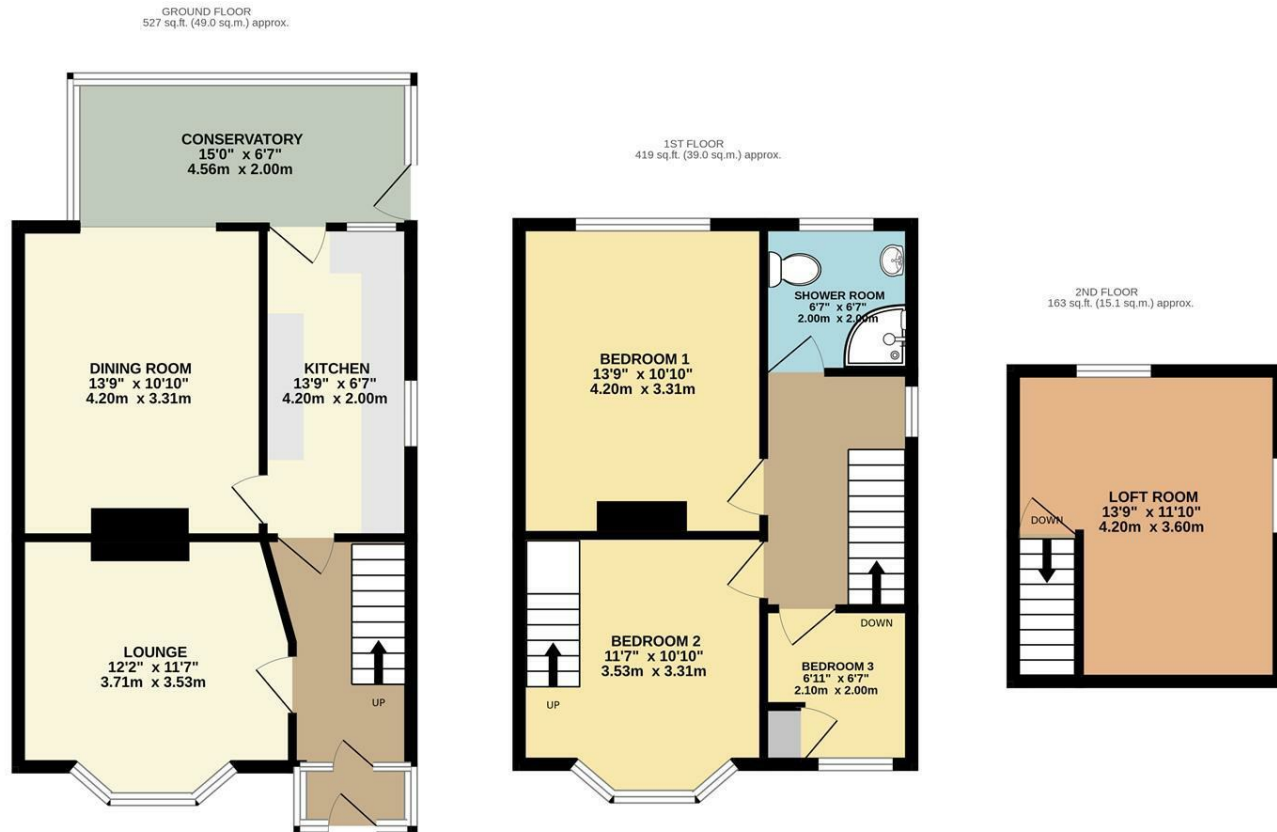 GROUND FLOOR
527 sq.ft. (49.0 sq.m.) approx.
CONSERVATORY
15'0" x 6'7"
4.56m x 2.00m
DINING ROOM
13'9" x 10'10"
4.20m x 3.31m
KITCHEN
13'9" x 6'7"
4.20m x 2.00m
LOUNGE
12'2" x 11'7"
3.71m x 3.53m
UP
1ST FLOOR
419 sq.ft. (39.0 sq.m.) approx.
BEDROOM 1
13'9" x 10'10"
4.20m x 3.31m
SHOWER ROOM
6'7" x 6'7"
2.00m x 2.00m
BEDROOM 2
11'7" x 10'10"
3.53m x 3.31m
UP
DOWN
BEDROOM 3
6'11" x 6'7"
2.10m x 2.00m
2ND FLOOR
163 sq.ft. (15.1 sq.m.) approx.
LOFT ROOM
13'9" x 11'10"
4.20m x 3.60m
DOWN